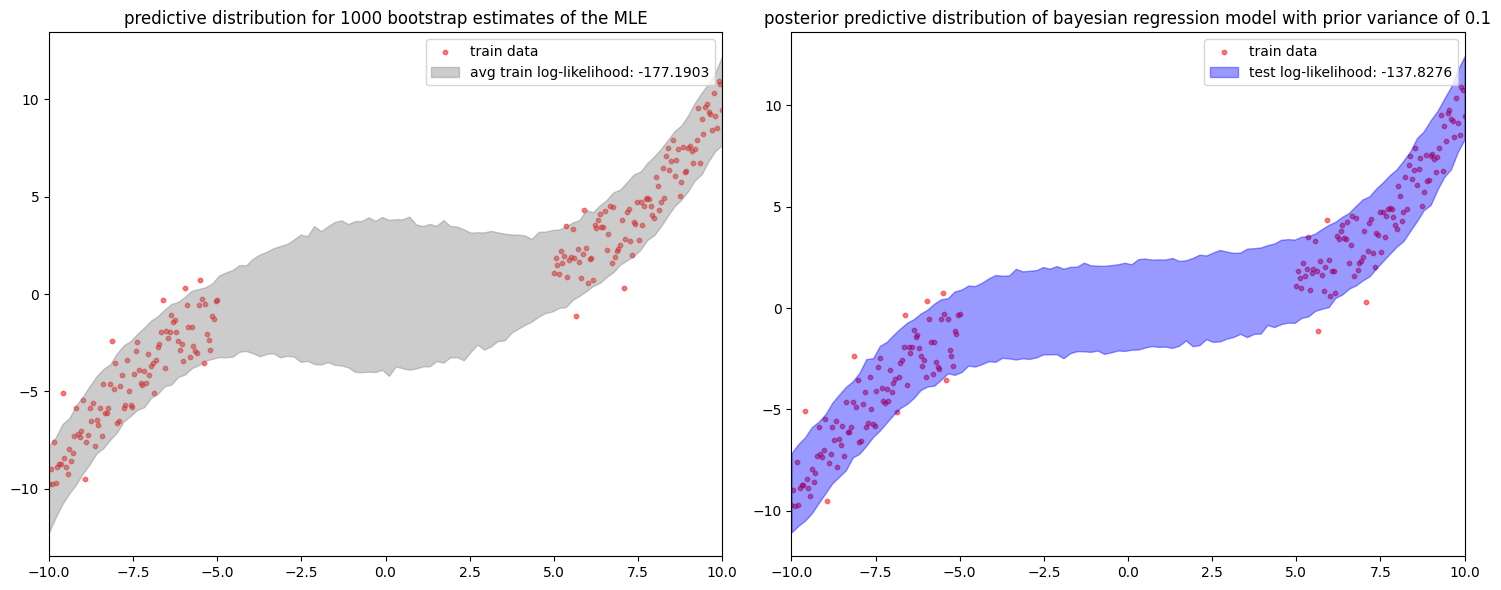 predictive distribution for 1000 bootstrap estimates of the MLE
train data
avg train log-likelihood: -177.1903
10
5
0
−5
−10
−10.0 −7.5 −5.0 −2.5 0.0 2.5 5.0 7.5 10.0
posterior predictive distribution of bayesian regression model with prior variance of 0.1
train data
test log-likelihood: -137.8276
10
5
0
−5
−10
−10.0 −7.5 −5.0 −2.5 0.0 2.5 5.0 7.5 10.0